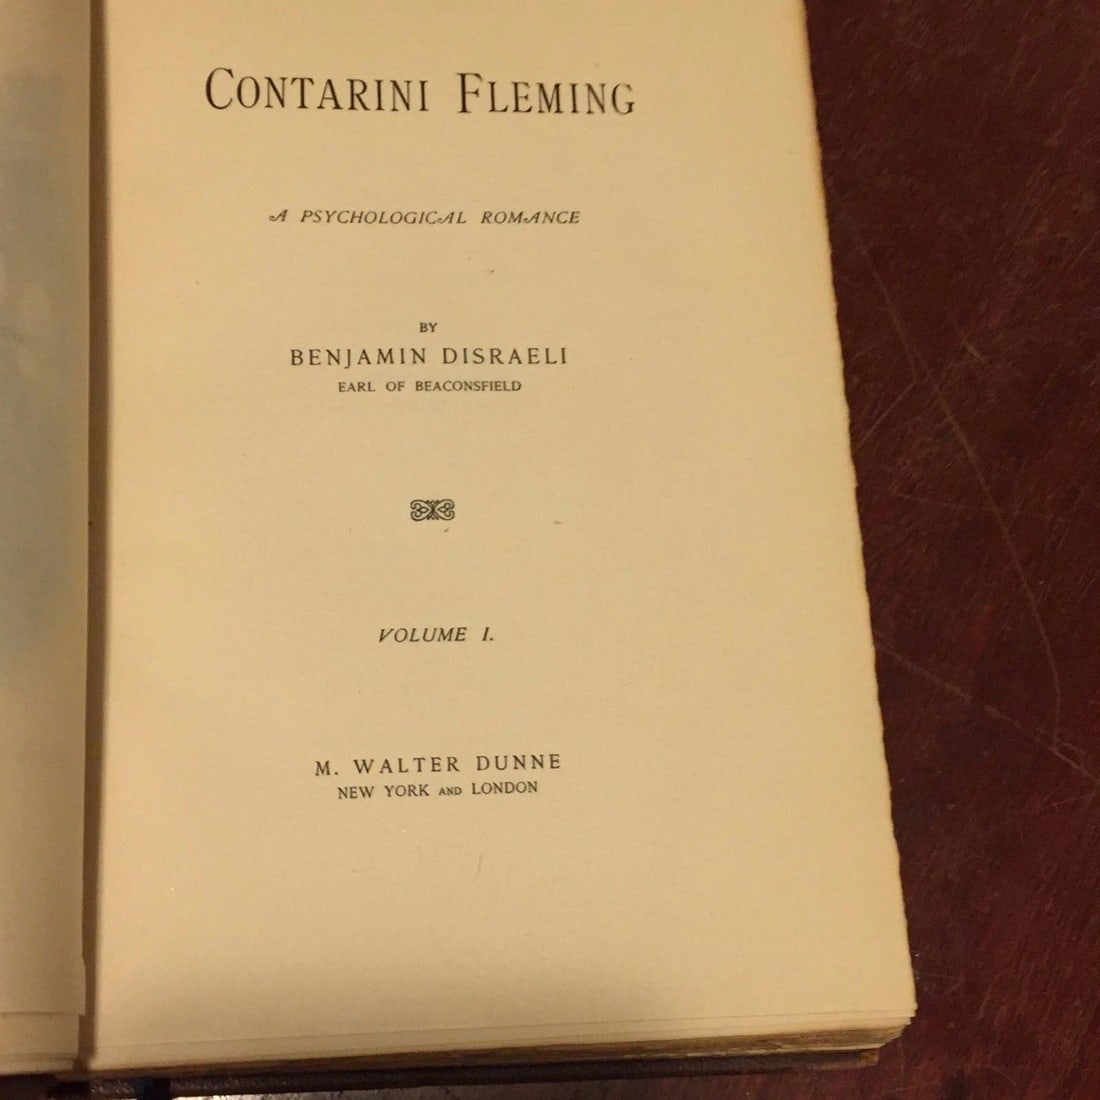 CONTARINI FLEMING
A PSYCHOLOGICAL ROMANCE
BY
BENJAMIN DISRAELI
EARL OF BEACONSFIELD
VOLUME I.
M. WALTER DUNNE
NEW YORK AND LONDON